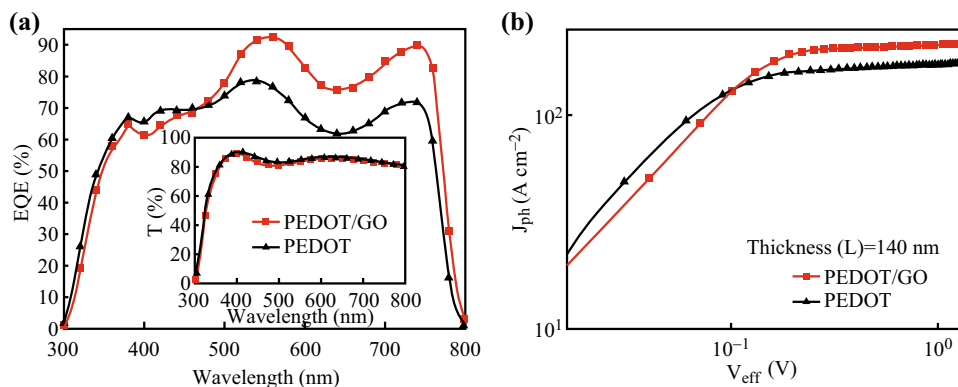 (a)
90
80
70
60
50
40
30
20
10
0
EQE (%)
300 400 500 600 700 800
Wavelength (nm)
100
80
60
40
20
0
T (%)
PEDOT/GO
PEDOT
300 400 500 600 700 800
Wavelength (nm)
(b)
10²
10¹
J_ph (A cm⁻²)
Thickness (L)=140 nm
PEDOT/GO
PEDOT
10⁻¹ 10⁰
V_eff (V)